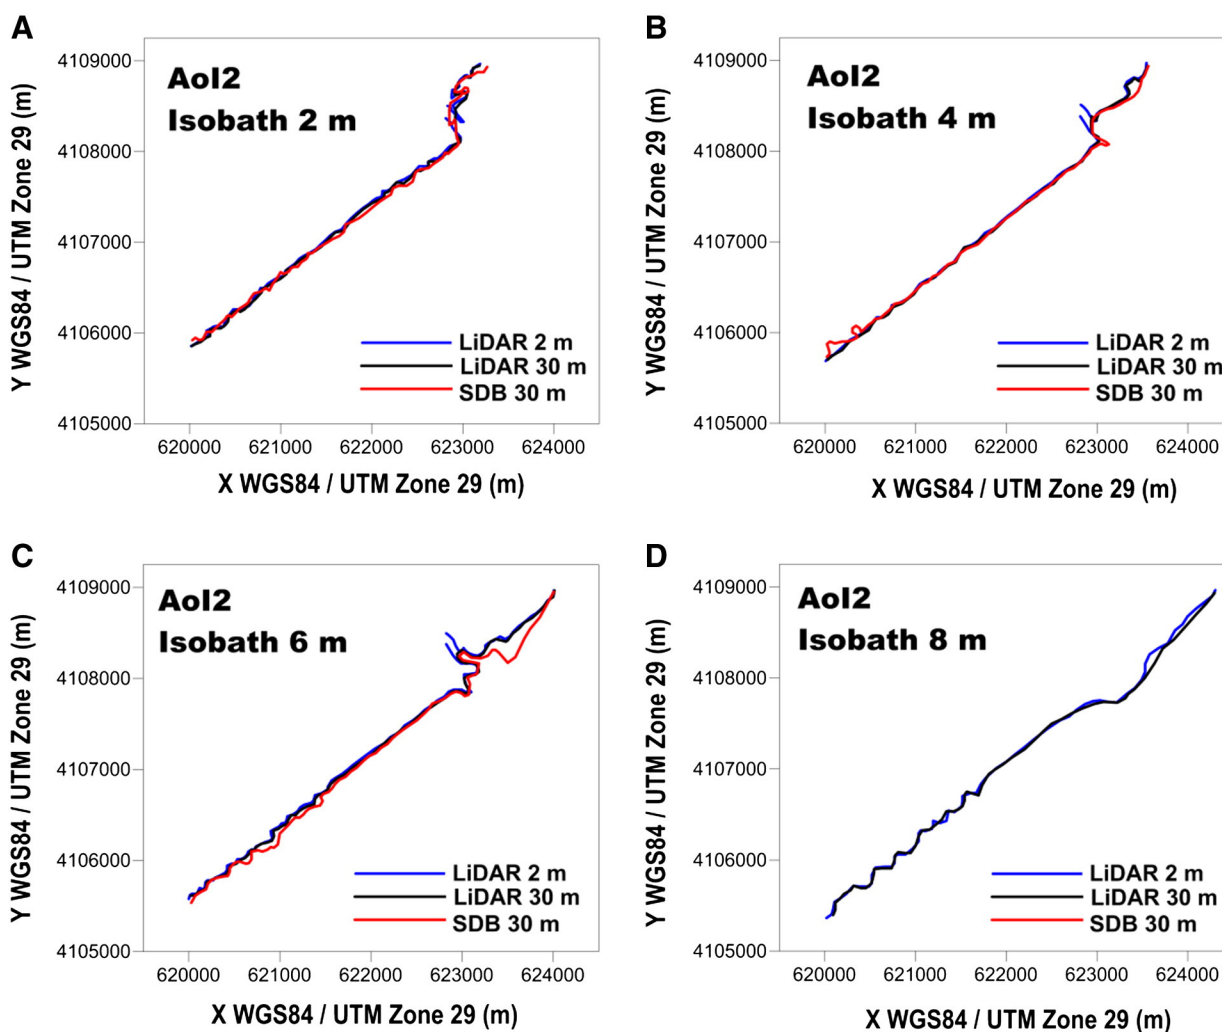 A
AoI2
Isobath 2 m
4109000
4108000
4107000
4106000
4105000
Y WGS84 / UTM Zone 29 (m)
LiDAR 2 m
LiDAR 30 m
SDB 30 m
620000 621000 622000 623000 624000
X WGS84 / UTM Zone 29 (m)
B
AoI2
Isobath 4 m
4109000
4108000
4107000
4106000
4105000
Y WGS84 / UTM Zone 29 (m)
LiDAR 2 m
LiDAR 30 m
SDB 30 m
620000 621000 622000 623000 624000
X WGS84 / UTM Zone 29 (m)
C
AoI2
Isobath 6 m
4109000
4108000
4107000
4106000
4105000
Y WGS84 / UTM Zone 29 (m)
LiDAR 2 m
LiDAR 30 m
SDB 30 m
620000 621000 622000 623000 624000
X WGS84 / UTM Zone 29 (m)
D
AoI2
Isobath 8 m
4109000
4108000
4107000
4106000
4105000
Y WGS84 / UTM Zone 29 (m)
LiDAR 2 m
LiDAR 30 m
SDB 30 m
620000 621000 622000 623000 624000
X WGS84 / UTM Zone 29 (m)